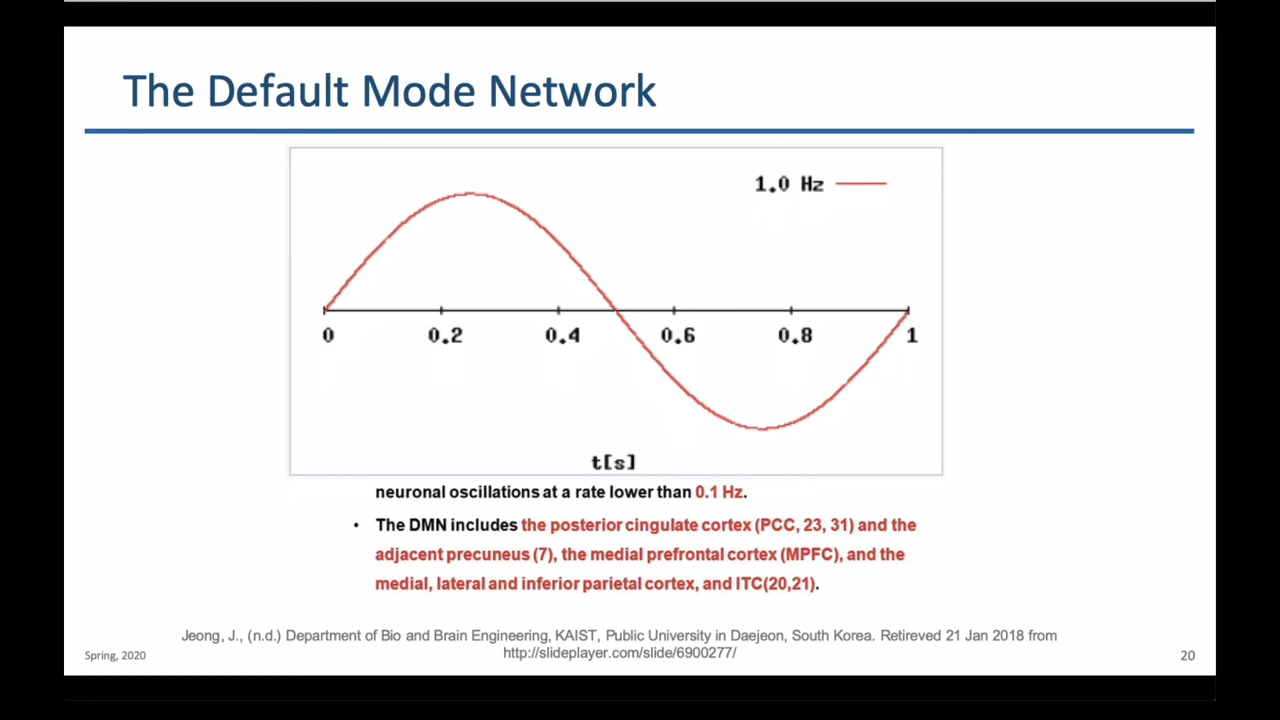 The Default Mode Network
1.0 Hz
0 0.2 0.4 0.6 0.8 1
t[s]
neuronal oscillations at a rate lower than 0.1 Hz.
• The DMN includes the posterior cingulate cortex (PCC, 23, 31) and the
adjacent precuneus (7), the medial prefrontal cortex (MPFC), and the
medial, lateral and inferior parietal cortex, and ITC(20,21).
Jeong, J., (n.d.) Department of Bio and Brain Engineering, KAIST, Public University in Daejeon, South Korea. Retireved 21 Jan 2018 from
http://slideplayer.com/slide/6900277/
Spring, 2020
20